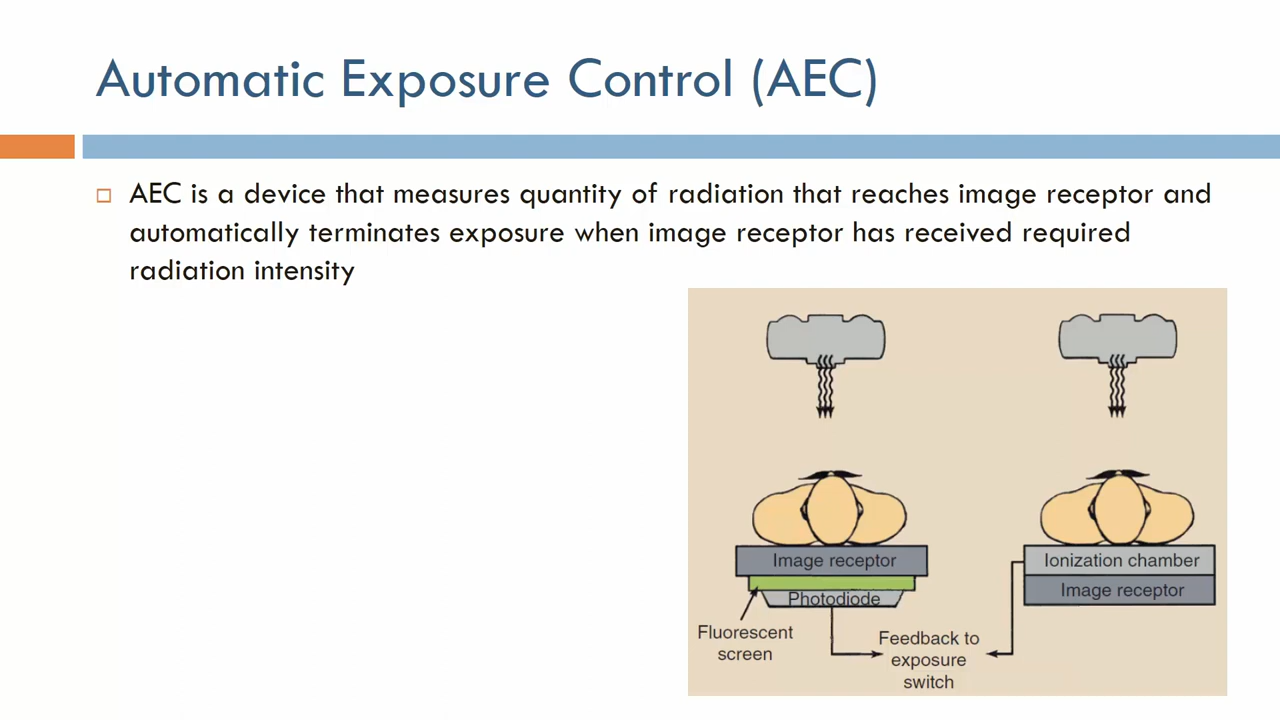 Automatic Exposure Control (AEC)
AEC is a device that measures quantity of radiation that reaches image receptor and
automatically terminates exposure when image receptor has received required
radiation intensity
Image receptor
Photodiode
Fluorescent
screen
Feedback to
exposure
switch
Ionization chamber
Image receptor